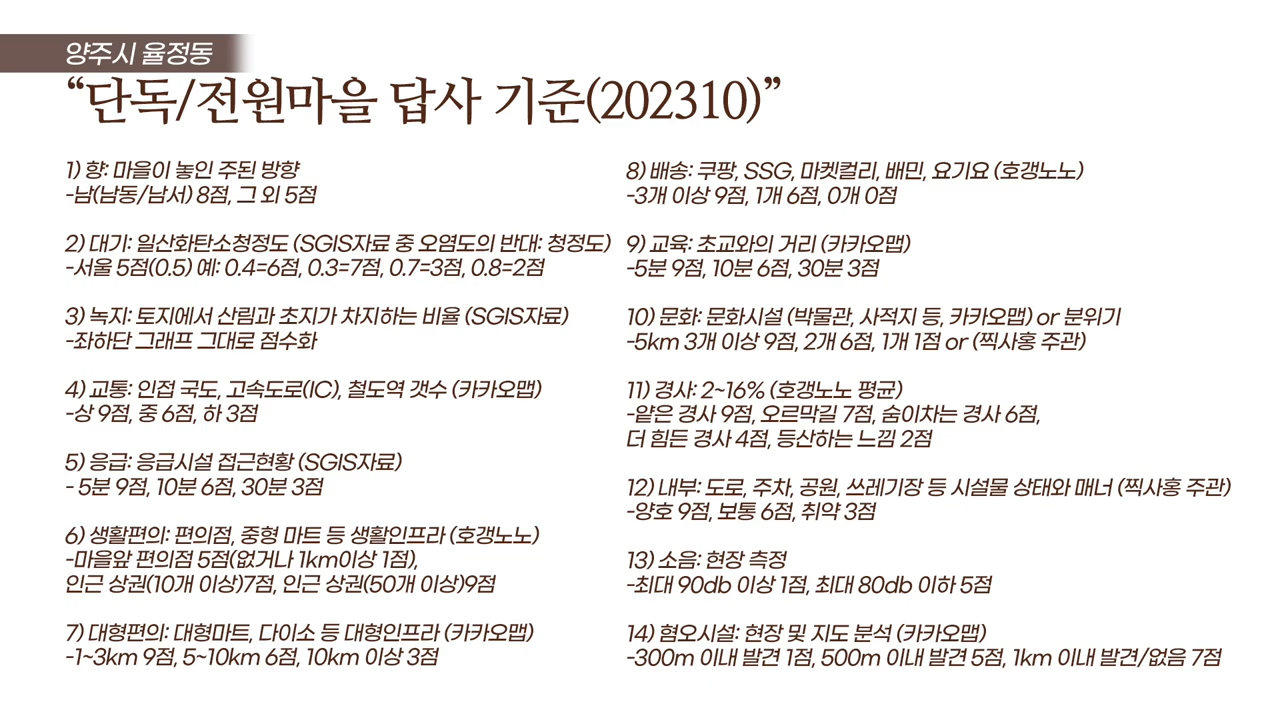 양주시 율정동
“단독/전원마을 답사 기준(202310)”
1) 향: 마을이 놓인 주된 방향
-남(남동/남서) 8점, 그 외 5점
2) 대기: 일산화탄소청정도 (SGIS자료 중 오염도의 반대: 청정도)
-서울 5점(0.5) 예: 0.4=6점, 0.3=7점, 0.7=3점, 0.8=2점
3) 녹지: 토지에서 산림과 초지가 차지하는 비율 (SGIS자료)
-좌하단 그래프 그대로 점수화
4) 교통: 인접 국도, 고속도로(IC), 철도역 갯수 (카카오맵)
-상 9점, 중 6점, 하 3점
5) 응급: 응급시설 접근현황 (SGIS자료)
- 5분 9점, 10분 6점, 30분 3점
6) 생활편의: 편의점, 중형 마트 등 생활인프라 (호갱노노)
-마을앞 편의점 5점(없거나 1km이상 1점),
인근 상권(10개 이상)7점, 인근 상권(50개 이상)9점
7) 대형편의: 대형마트, 다이소 등 대형인프라 (카카오맵)
-1~3km 9점, 5~10km 6점, 10km 이상 3점
8) 배송: 쿠팡, SSG, 마켓컬리, 배민, 요기요 (호갱노노)
-3개 이상 9점, 1개 6점, 0개 0점
9) 교육: 초교와의 거리 (카카오맵)
-5분 9점, 10분 6점, 30분 3점
10) 문화: 문화시설 (박물관, 사적지 등, 카카오맵) or 분위기
-5km 3개 이상 9점, 2개 6점, 1개 1점 or (찍사홍 주관)
11) 경사: 2~16% (호갱노노 평균)
-얕은 경사 9점, 오르막길 7점, 숨이차는 경사 6점,
더 힘든 경사 4점, 등산하는 느낌 2점
12) 내부: 도로, 주차, 공원, 쓰레기장 등 시설물 상태와 매너 (찍사홍 주관)
-양호 9점, 보통 6점, 취약 3점
13) 소음: 현장 측정
-최대 90db 이상 1점, 최대 80db 이하 5점
14) 혐오시설: 현장 및 지도 분석 (카카오맵)
-300m 이내 발견 1점, 500m 이내 발견 5점, 1km 이내 발견/없음 7점